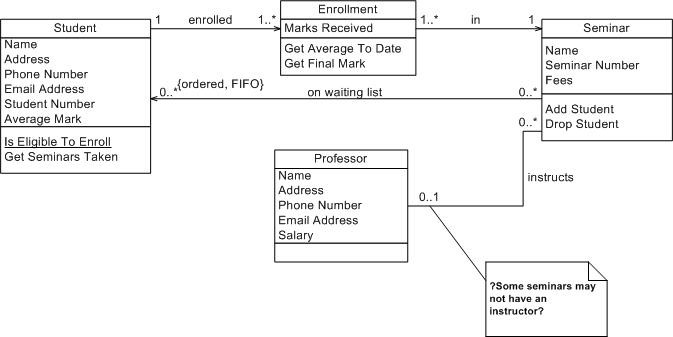 Student
Name
Address
Phone Number
Email Address
Student Number
Average Mark
Is Eligible To Enroll
Get Seminars Taken
1 enrolled 1..*
Enrollment
Marks Received
Get Average To Date
Get Final Mark
1..* in 1
Seminar
Name
Seminar Number
Fees
Add Student
Drop Student
{ordered, FIFO}
0..* on waiting list 0..*
0..*
instructs
0..1
Professor
Name
Address
Phone Number
Email Address
Salary
?Some seminars may
not have an
instructor?